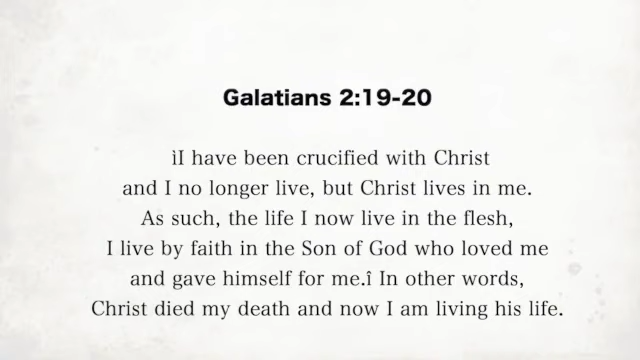 Galatians 2:19-20
ìI have been crucified with Christ
and I no longer live, but Christ lives in me.
As such, the life I now live in the flesh,
I live by faith in the Son of God who loved me
and gave himself for me.î In other words,
Christ died my death and now I am living his life.